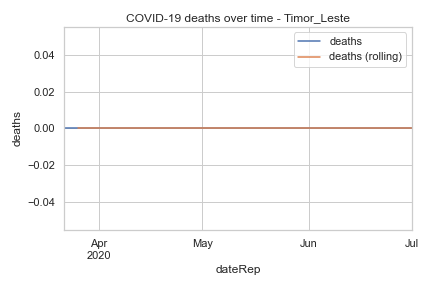 COVID-19 deaths over time - Timor_Leste
deaths
deaths (rolling)
0.04
0.02
0.00
−0.02
−0.04
deaths
Apr
2020
May
Jun
Jul
dateRep